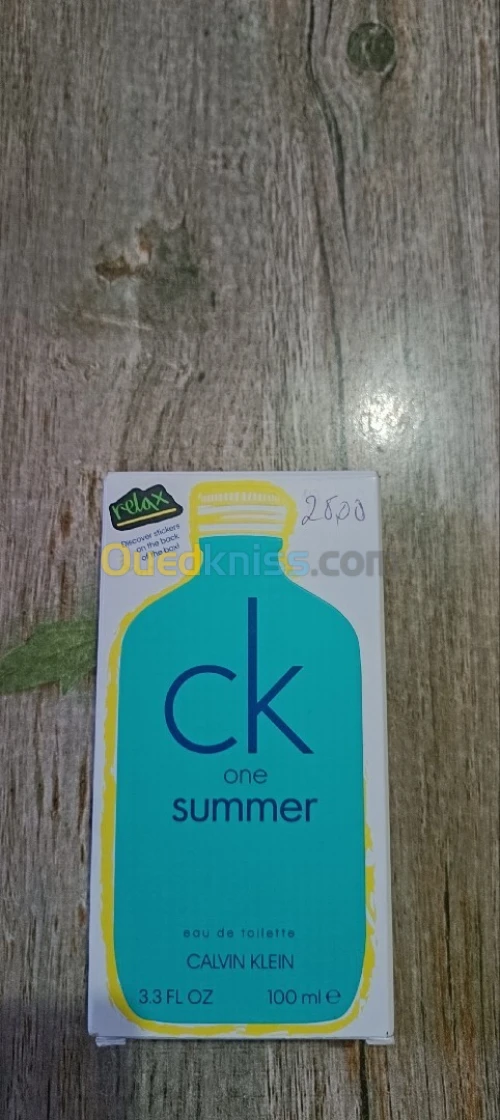 relax
2500
Discover stickers
on the back
of the box!
Ouedkniss.com
ck
one
summer
eau de toilette
CALVIN KLEIN
3.3 FL OZ 100 ml e